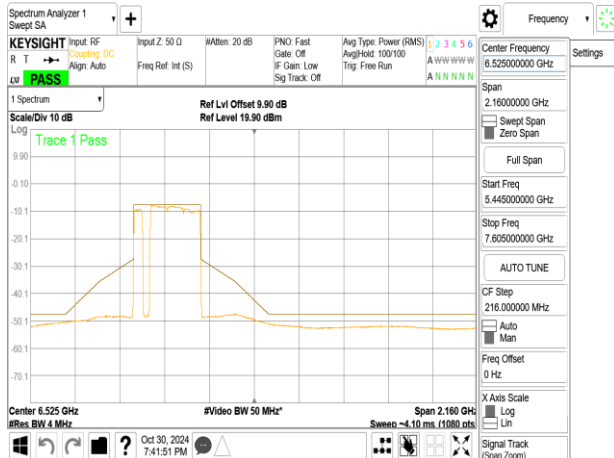 Spectrum Analyzer 1
Swept SA
+
Frequency
KEYSIGHT
R T
LXI
PASS
Input: RF
Coupling: DC
Align: Auto
Input Z: 50 Ω
Freq Ref: Int (S)
#Atten: 20 dB
PNO: Fast
Gate: Off
IF Gain: Low
Sig Track: Off
Avg Type: Power (RMS)
Avg|Hold: 100/100
Trig: Free Run
1 2 3 4 5 6
A W W W W W
A N N N N N
1 Spectrum
Scale/Div 10 dB
Ref Lvl Offset 9.90 dB
Ref Level 19.90 dBm
Log
Trace 1 Pass
9.90
-0.10
-10.1
-20.1
-30.1
-40.1
-50.1
-60.1
-70.1
Center 6.525 GHz
#Video BW 50 MHz*
Span 2.160 GHz
#Res BW 4 MHz
Sweep ~4.10 ms (1080 pts
?
Oct 30, 2024
7:41:51 PM
Center Frequency
6.525000000 GHz
Settings
Span
2.16000000 GHz
Swept Span
Zero Span
Full Span
Start Freq
5.445000000 GHz
Stop Freq
7.605000000 GHz
AUTO TUNE
CF Step
216.000000 MHz
Auto
Man
Freq Offset
0 Hz
X Axis Scale
Log
Lin
Signal Track
(Span Zoom)